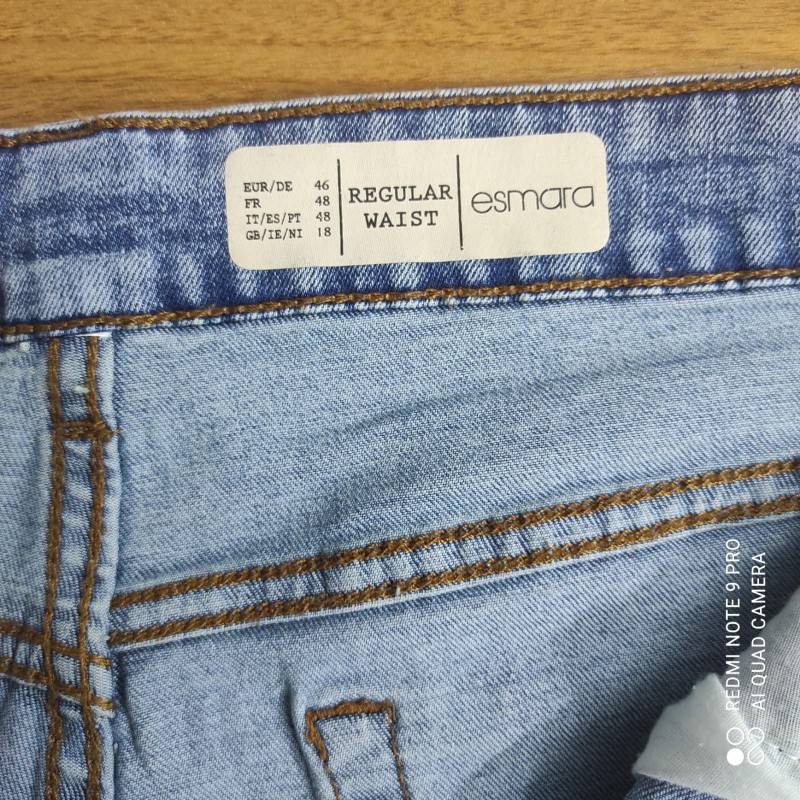 EUR/DE 46
FR 48
IT/ES/PT 48
GB/IE/NI 18
REGULAR
WAIST
esmara
REDMI NOTE 9 PRO
AI QUAD CAMERA